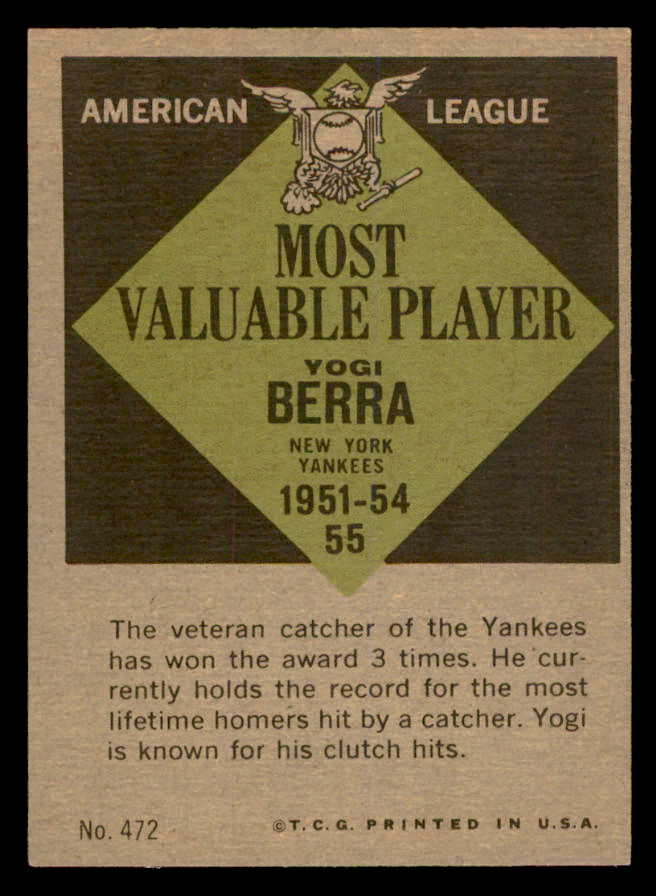 AMERICAN LEAGUE
MOST
VALUABLE PLAYER
YOGI
BERRA
NEW YORK
YANKEES
1951-54
55
The veteran catcher of the Yankees
has won the award 3 times. He cur-
rently holds the record for the most
lifetime homers hit by a catcher. Yogi
is known for his clutch hits.
No. 472 ©T.C.G. PRINTED IN U.S.A.